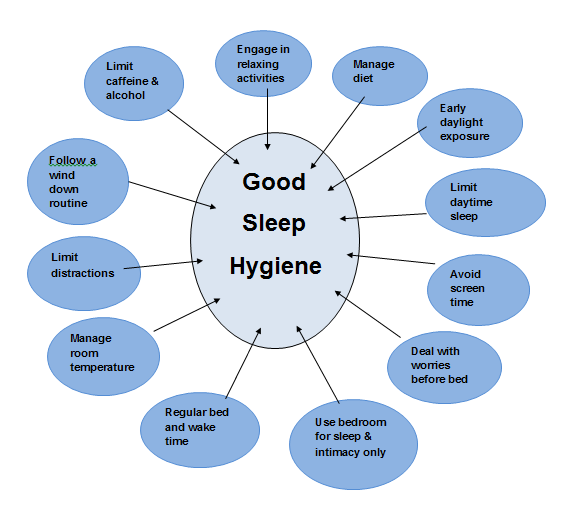 Engage in
relaxing
activities
Manage
diet
Early
daylight
exposure
Limit
daytime
sleep
Avoid
screen
time
Deal with
worries
before bed
Use bedroom
for sleep &
intimacy only
Regular bed
and wake
time
Manage
room
temperature
Limit
distractions
Follow a
wind
down
routine
Limit
caffeine &
alcohol
Good
Sleep
Hygiene